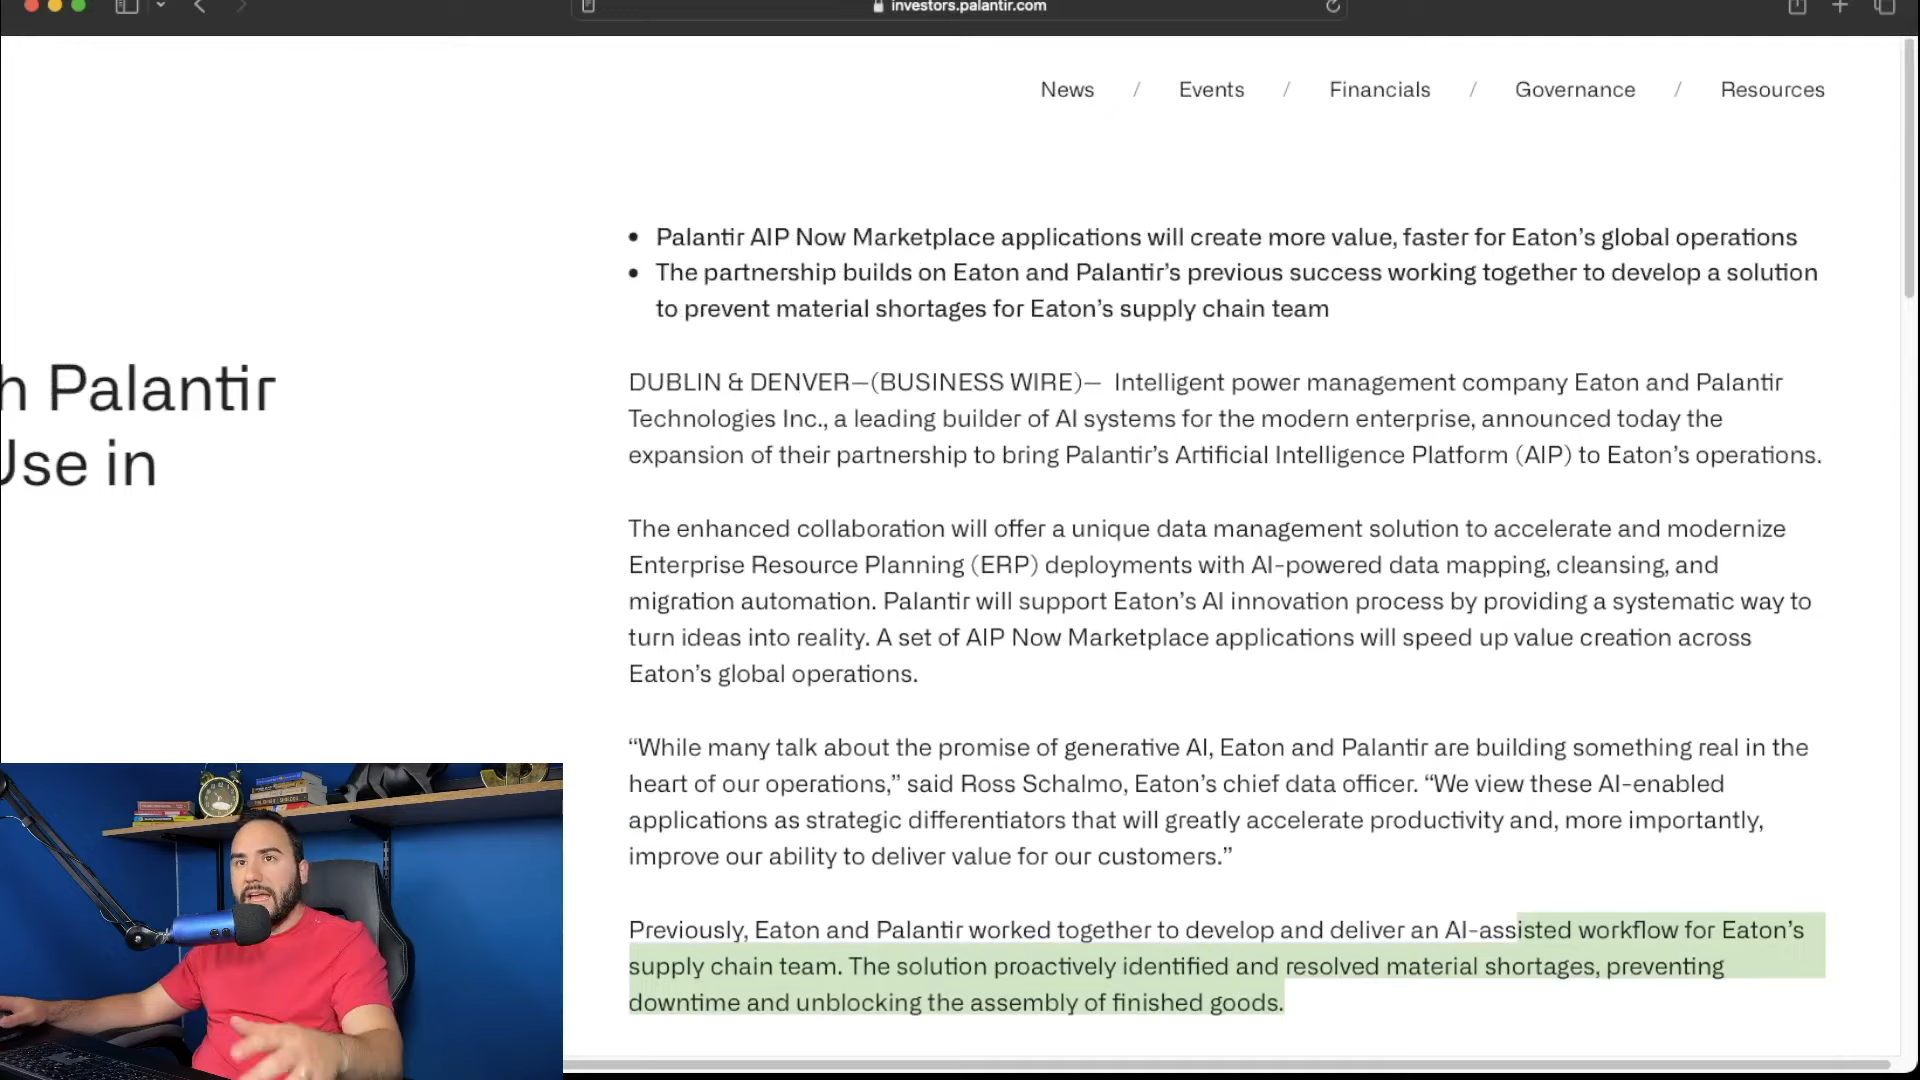 investors.palantir.com
News / Events / Financials / Governance / Resources
h Palantir
Use in
• Palantir AIP Now Marketplace applications will create more value, faster for Eaton’s global operations
• The partnership builds on Eaton and Palantir’s previous success working together to develop a solution
to prevent material shortages for Eaton’s supply chain team
DUBLIN & DENVER—(BUSINESS WIRE)— Intelligent power management company Eaton and Palantir
Technologies Inc., a leading builder of AI systems for the modern enterprise, announced today the
expansion of their partnership to bring Palantir’s Artificial Intelligence Platform (AIP) to Eaton’s operations.
The enhanced collaboration will offer a unique data management solution to accelerate and modernize
Enterprise Resource Planning (ERP) deployments with AI-powered data mapping, cleansing, and
migration automation. Palantir will support Eaton’s AI innovation process by providing a systematic way to
turn ideas into reality. A set of AIP Now Marketplace applications will speed up value creation across
Eaton’s global operations.
“While many talk about the promise of generative AI, Eaton and Palantir are building something real in the
heart of our operations,” said Ross Schalmo, Eaton’s chief data officer. “We view these AI-enabled
applications as strategic differentiators that will greatly accelerate productivity and, more importantly,
improve our ability to deliver value for our customers.”
Previously, Eaton and Palantir worked together to develop and deliver an AI-assisted workflow for Eaton’s
supply chain team. The solution proactively identified and resolved material shortages, preventing
downtime and unblocking the assembly of finished goods.